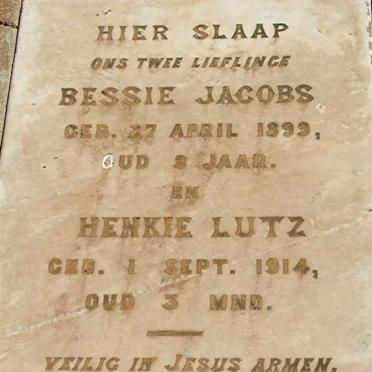 HIER SLAAP
ONS TWEE LIEFLINGE
BESSIE JACOBS
GEB. 27 APRIL 1899,
OUD 8 JAAR.
EN
HENKIE LUTZ
GEB. 1 SEPT. 1914,
OUD 3 MND.
VEILIG IN JESUS ARMEN.